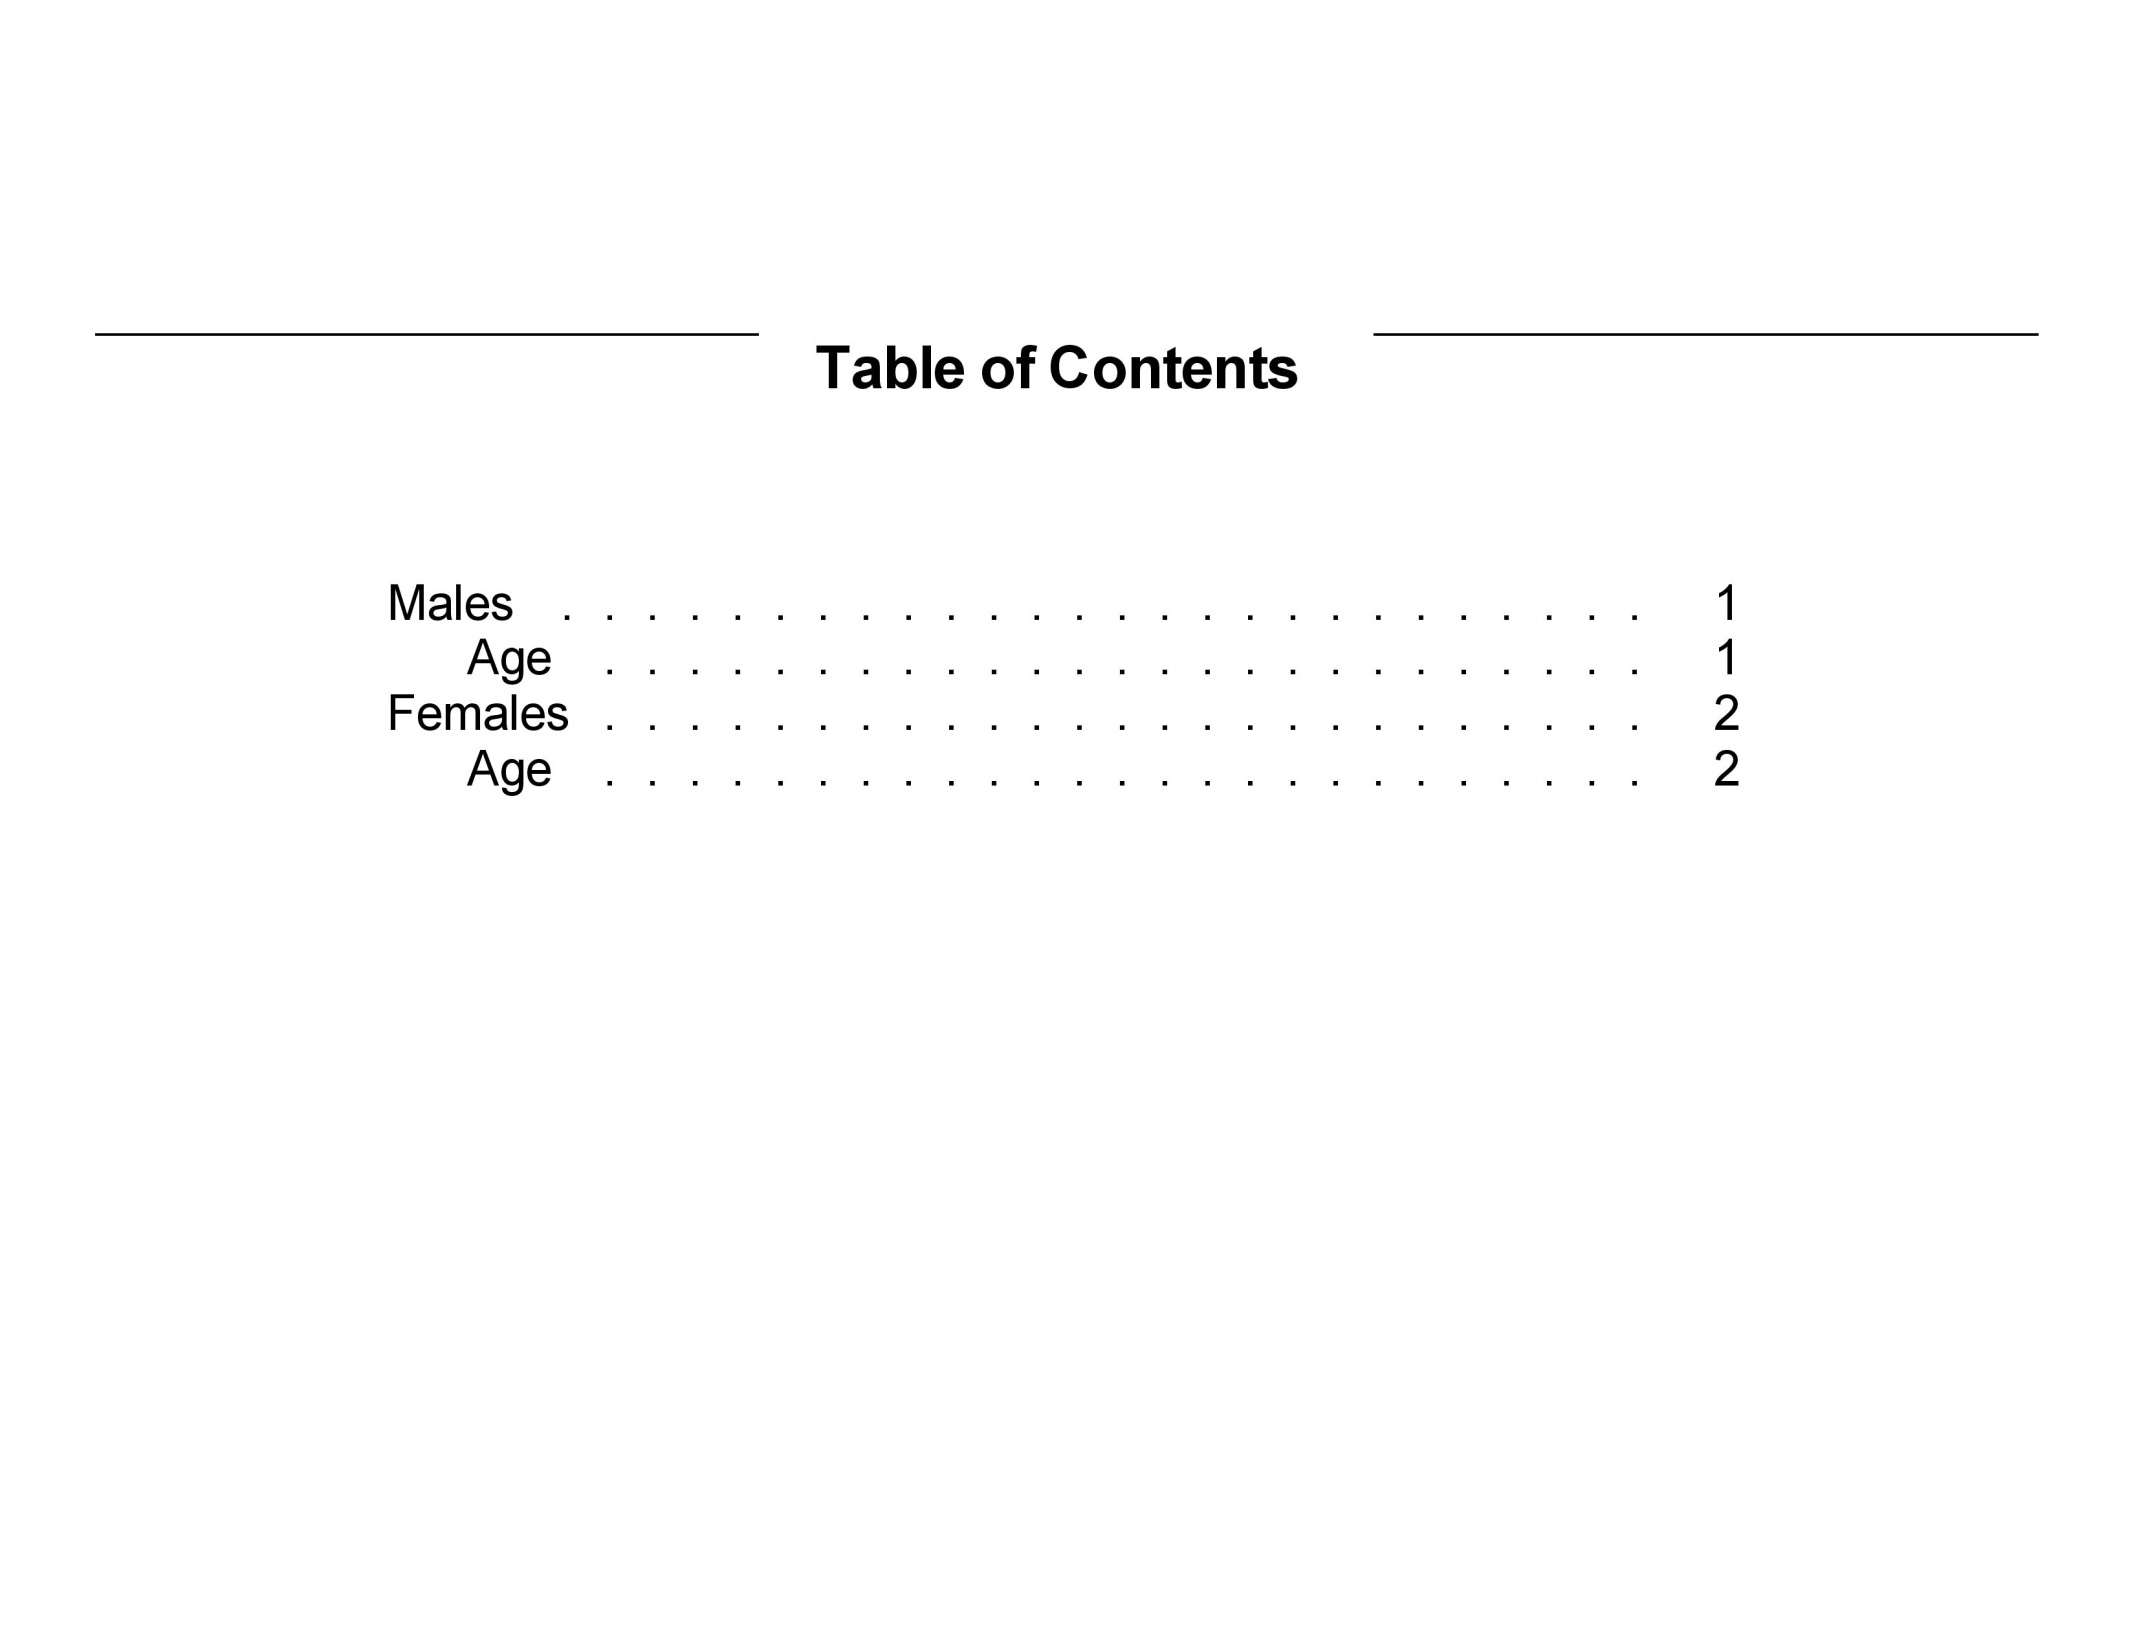 Table of Contents
Males . . . . . . . . . . . . . . . . . . . . . . . . . . 1
Age . . . . . . . . . . . . . . . . . . . . . . . . . 1
Females . . . . . . . . . . . . . . . . . . . . . . . . . 2
Age . . . . . . . . . . . . . . . . . . . . . . . . . 2